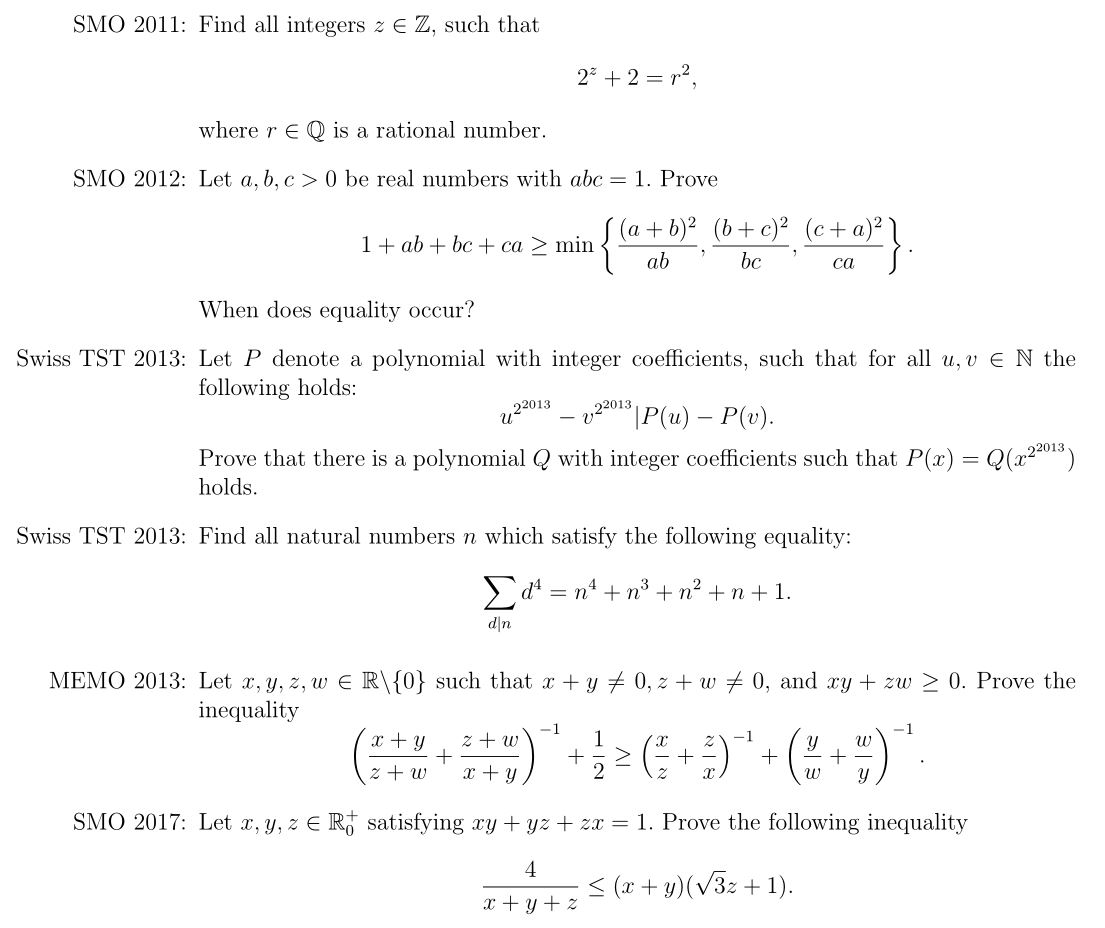 SMO 2011: Find all integers z ∈ ℤ, such that
2^z + 2 = r^2,
where r ∈ ℚ is a rational number.
SMO 2012: Let a, b, c > 0 be real numbers with abc = 1. Prove
1 + ab + bc + ca ≥ min { (a + b)^2 / ab , (b + c)^2 / bc , (c + a)^2 / ca } .
When does equality occur?
Swiss TST 2013: Let P denote a polynomial with integer coefficients, such that for all u, v ∈ ℕ the
following holds:
u^{2^{2013}} − v^{2^{2013}} | P(u) − P(v).
Prove that there is a polynomial Q with integer coefficients such that P(x) = Q(x^{2^{2013}})
holds.
Swiss TST 2013: Find all natural numbers n which satisfy the following equality:
∑_{d|n} d^4 = n^4 + n^3 + n^2 + n + 1.
MEMO 2013: Let x, y, z, w ∈ ℝ\{0} such that x + y ≠ 0, z + w ≠ 0, and xy + zw ≥ 0. Prove the
inequality
( (x + y)/(z + w) + (z + w)/(x + y) )^{−1} + 1/2 ≥ ( x/z + z/x )^{−1} + ( y/w + w/y )^{−1} .
SMO 2017: Let x, y, z ∈ ℝ_0^+ satisfying xy + yz + zx = 1. Prove the following inequality
4 / (x + y + z) ≤ (x + y)(√3z + 1).